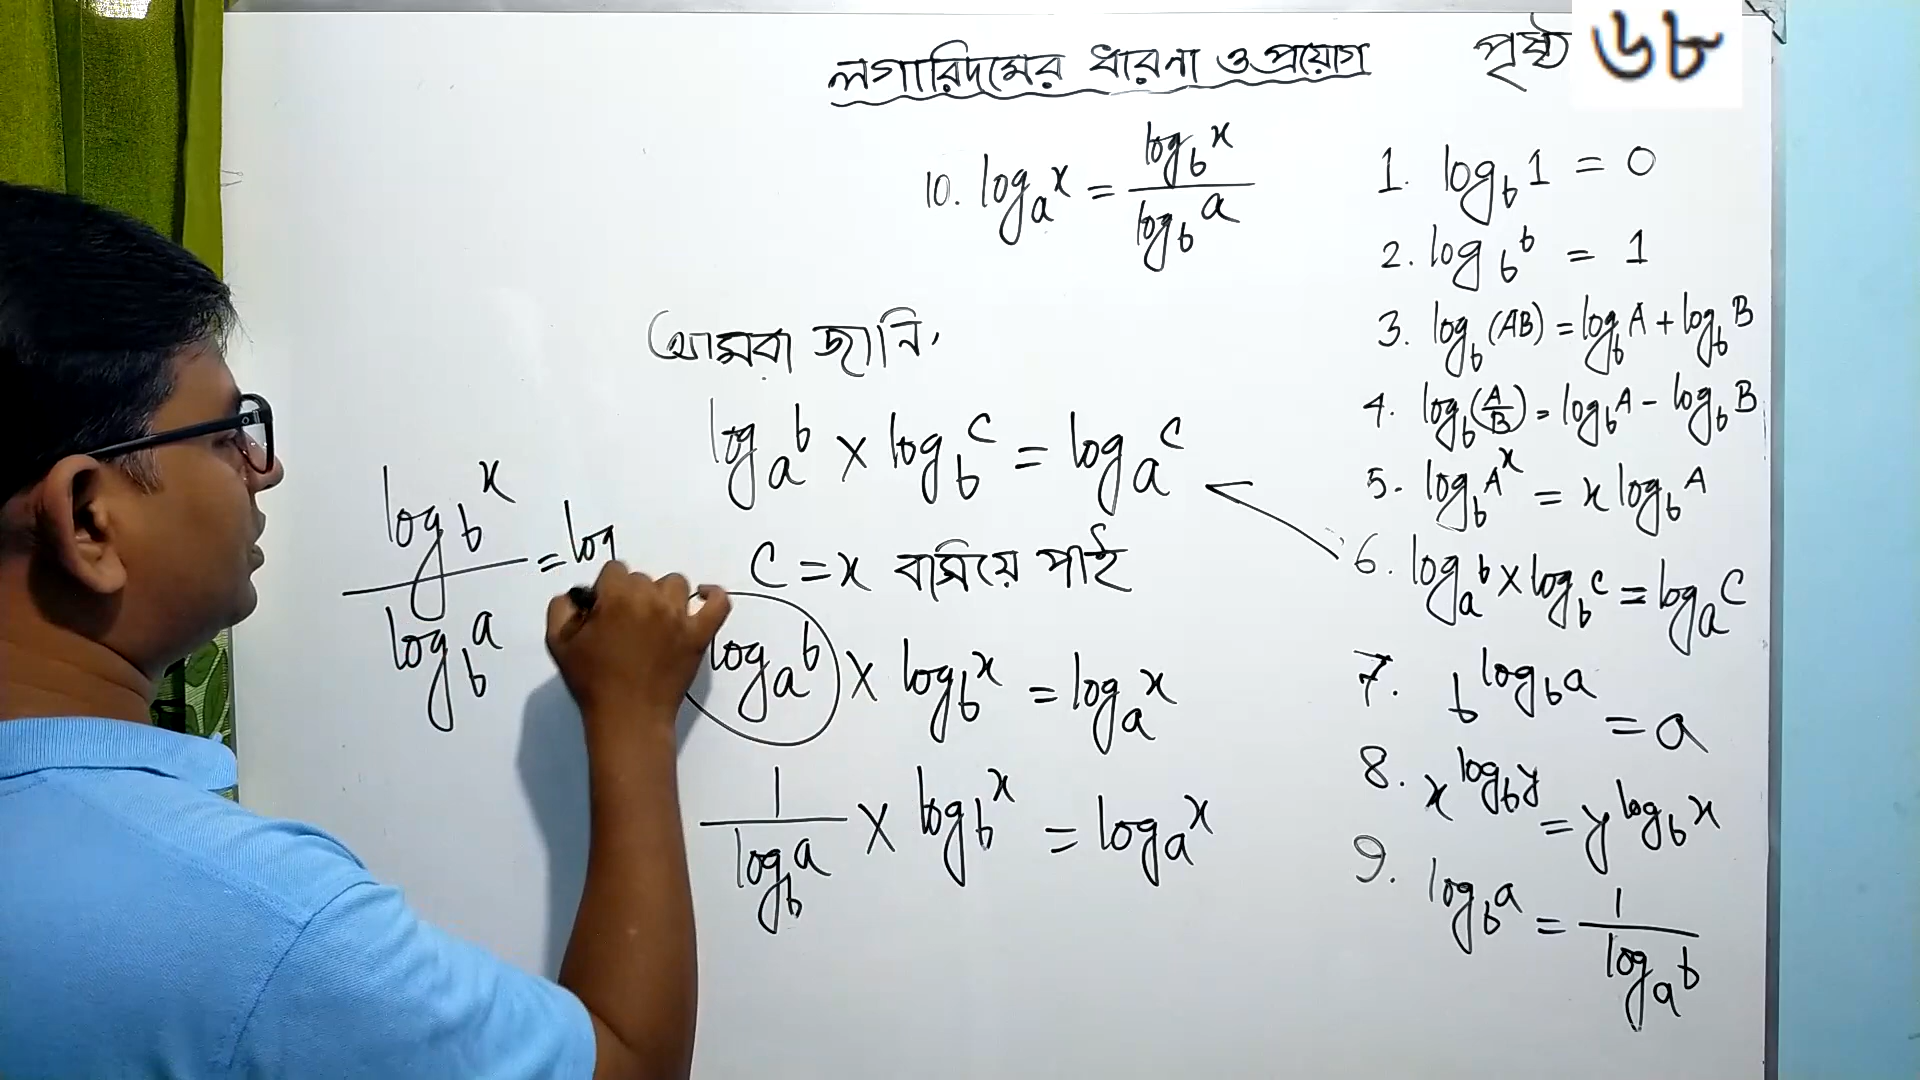 লগারিদমের ধারনা ও প্রয়োগ
পৃষ্ঠ ৬৮
10. logₐx = log_b x / log_b a
আমরা জানি,
logₐb × log_b c = logₐc
c = x বসিয়ে পাই
logₐb × log_b x = logₐx
1 / log_b a × log_b x = logₐx
log_b x / log_b a = log
1. log_b 1 = 0
2. log_b b = 1
3. log_b (AB) = log_b A + log_b B
4. log_b (A/B) = log_b A - log_b B
5. log_b A^x = x log_b A
6. logₐb × log_b c = logₐc
7. b^(log_b a) = a
8. x^(log_b y) = y^(log_b x)
9. log_b a = 1 / logₐb